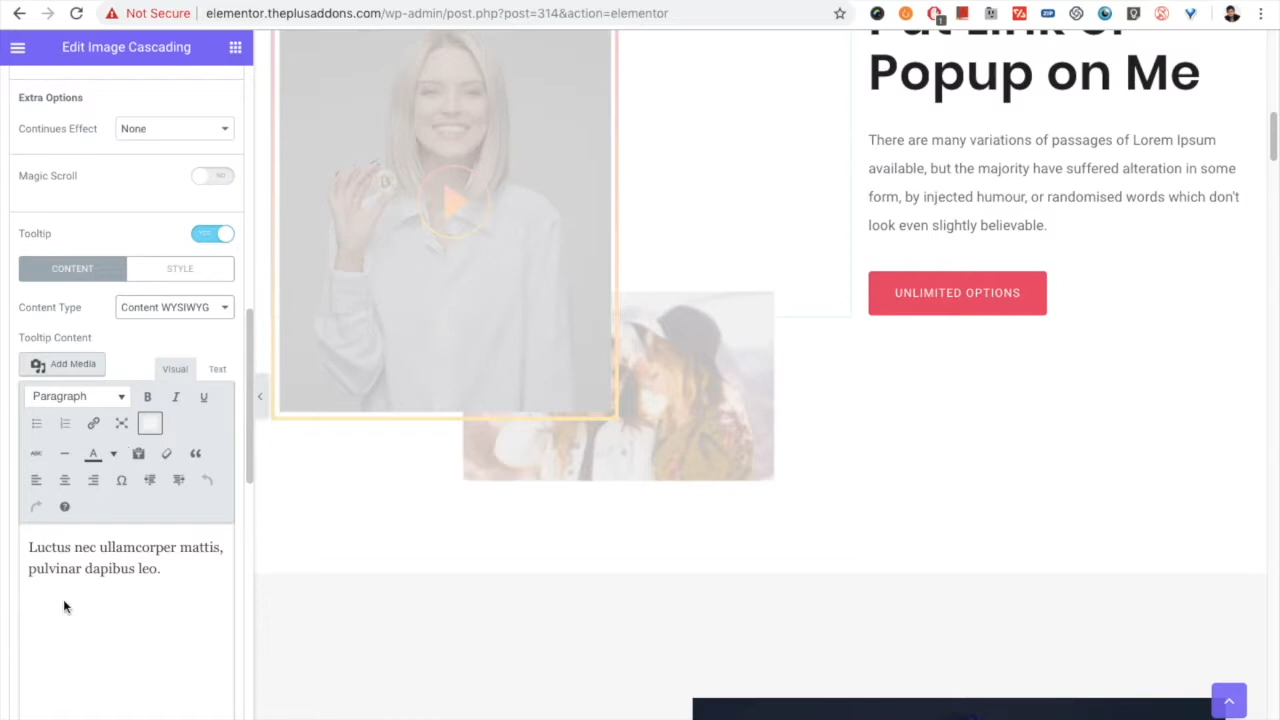 Not Secure
elementor.theplusaddons.com/wp-admin/post.php?post=314&action=elementor
Edit Image Cascading
Extra Options
Continues Effect
None
Magic Scroll
NO
Tooltip
YES
CONTENT
STYLE
Content Type
Content WYSIWYG
Tooltip Content
Add Media
Visual
Text
Paragraph
B
I
U
ABC
A
Luctus nec ullamcorper mattis,
pulvinar dapibus leo.
Popup on Me
There are many variations of passages of Lorem Ipsum
available, but the majority have suffered alteration in some
form, by injected humour, or randomised words which don't
look even slightly believable.
UNLIMITED OPTIONS